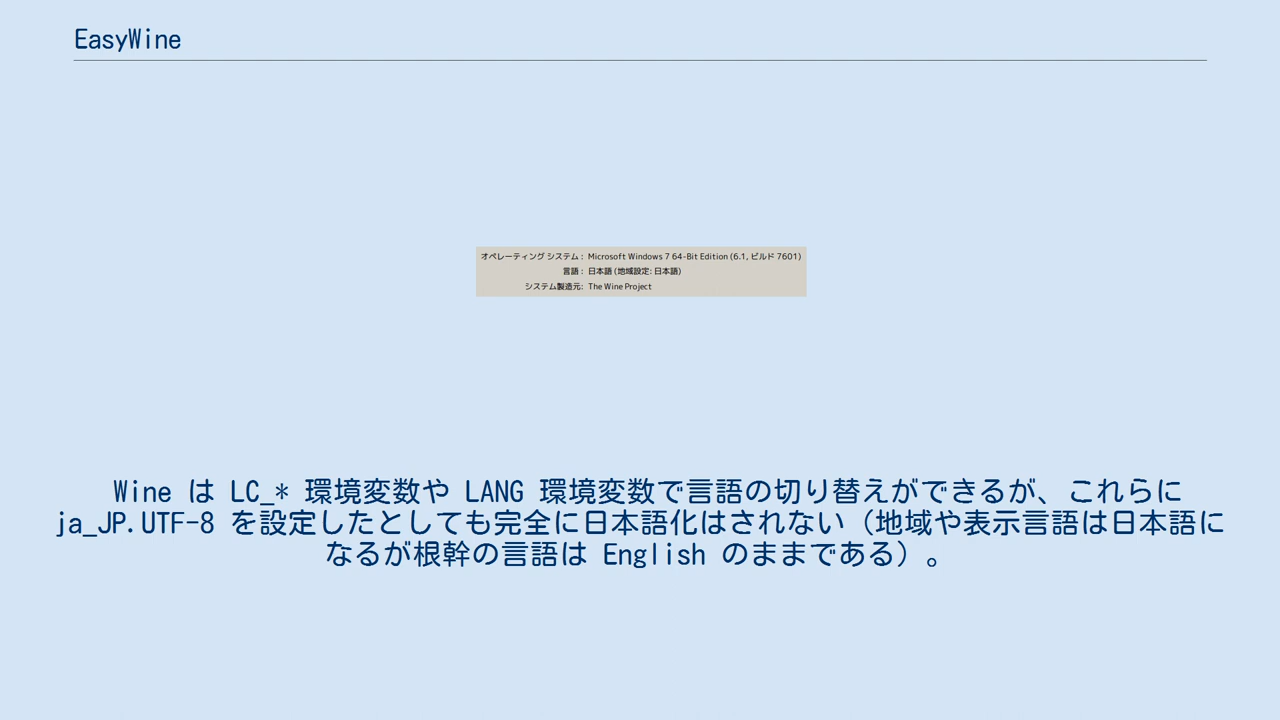 EasyWine
オペレーティング システム : Microsoft Windows 7 64-Bit Edition (6.1, ビルド 7601)
言語 : 日本語 (地域設定: 日本語)
システム製造元: The Wine Project
Wine は LC_* 環境変数や LANG 環境変数で言語の切り替えができるが、これらに
ja_JP.UTF-8 を設定したとしても完全に日本語化はされない（地域や表示言語は日本語に
なるが根幹の言語は English のままである）。